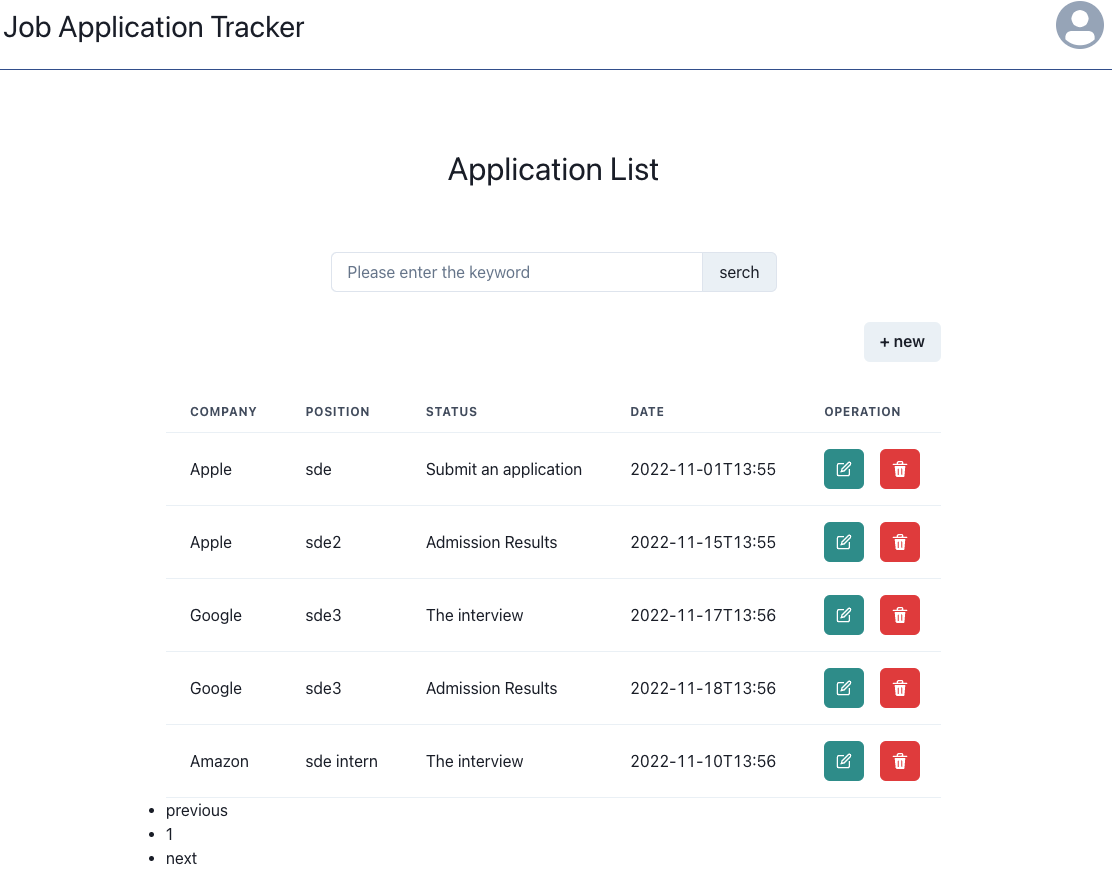 Job Application Tracker
Application List
Please enter the keyword serch
+ new
COMPANY POSITION STATUS DATE OPERATION
Apple sde Submit an application 2022-11-01T13:55
Apple sde2 Admission Results 2022-11-15T13:55
Google sde3 The interview 2022-11-17T13:56
Google sde3 Admission Results 2022-11-18T13:56
Amazon sde intern The interview 2022-11-10T13:56
• previous
• 1
• next